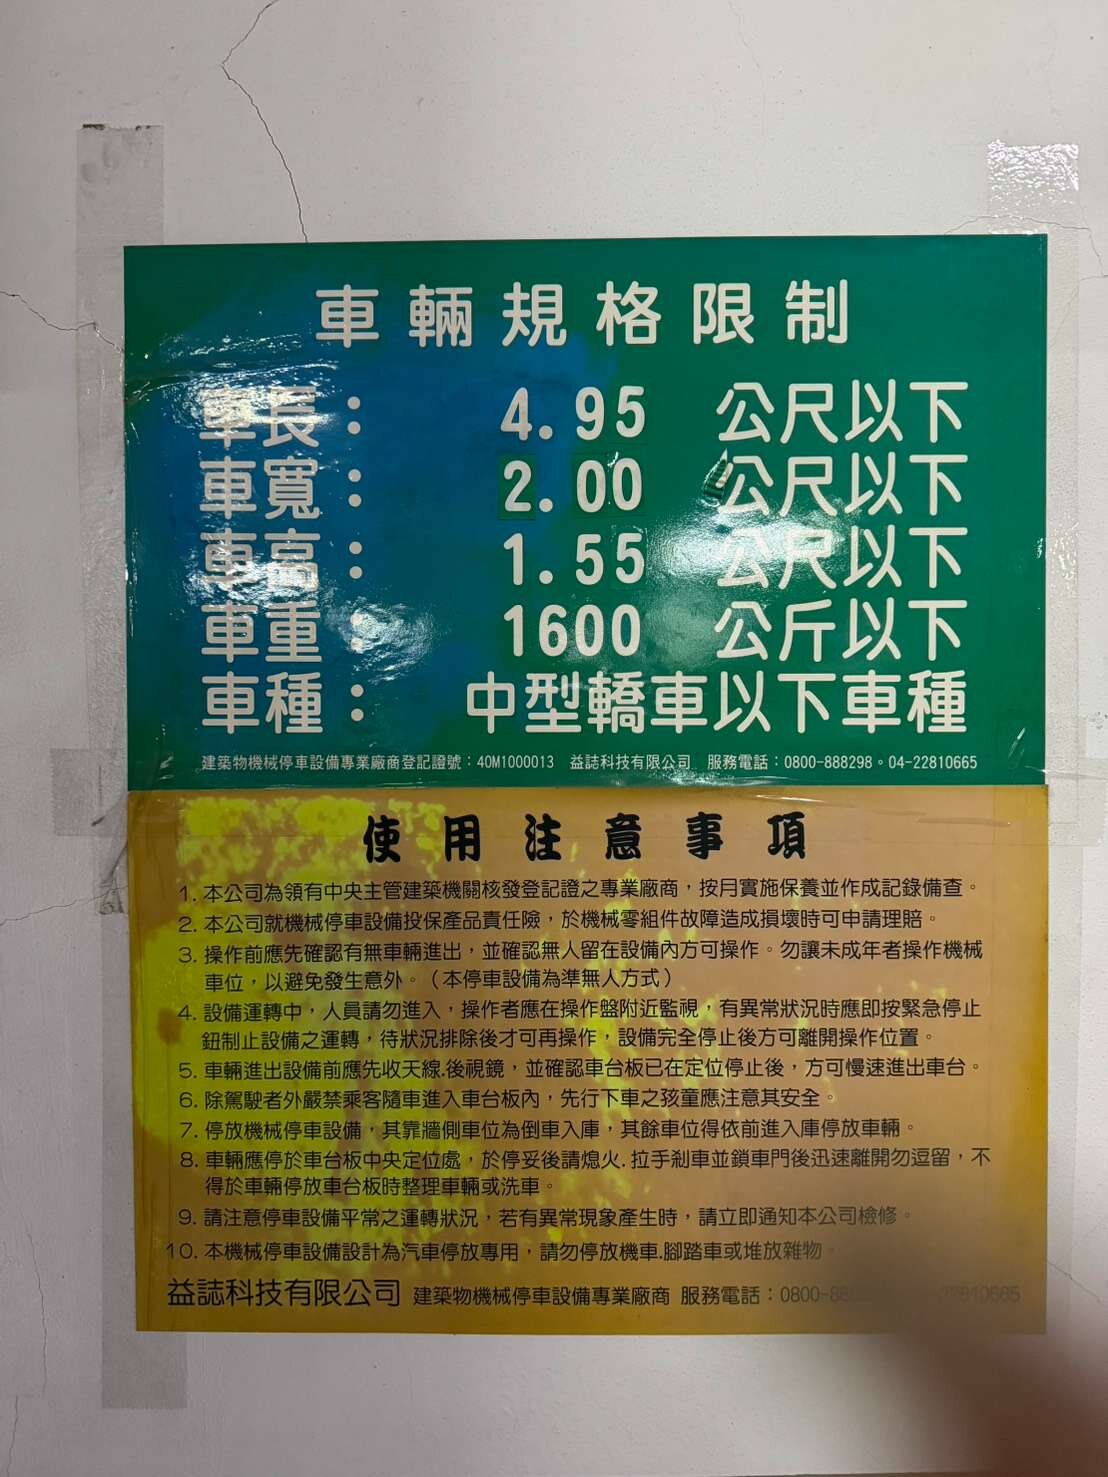 車輛規格限制
車長： 4.95 公尺以下
車寬： 2.00 公尺以下
車高： 1.55 公尺以下
車重： 1600 公斤以下
車種： 中型轎車以下車種
建築物機械停車設備專業廠商登記證號：40M1000013 益誌科技有限公司 服務電話：0800-888298。04-22810665
使用注意事項
1. 本公司為領有中央主管建築機關核發登記證之專業廠商，按月實施保養並作成記錄備查。
2. 本公司就機械停車設備投保產品責任險，於機械零組件故障造成損壞時可申請理賠。
3. 操作前應先確認有無車輛進出，並確認無人留在設備內方可操作。勿讓未成年者操作機械
車位，以避免發生意外。（本停車設備為準無人方式）
4. 設備運轉中，人員請勿進入，操作者應在操作盤附近監視，有異常狀況時應即按緊急停止
鈕制止設備之運轉，待狀況排除後才可再操作，設備完全停止後方可離開操作位置。
5. 車輛進出設備前應先收天線.後視鏡，並確認車台板已在定位停止後，方可慢速進出車台。
6. 除駕駛者外嚴禁乘客隨車進入車台板內，先行下車之孩童應注意其安全。
7. 停放機械停車設備，其靠牆側車位為倒車入庫，其餘車位得依前進入庫停放車輛。
8. 車輛應停於車台板中央定位處，於停妥後請熄火.拉手剎車並鎖車門後迅速離開勿逗留，不
得於車輛停放車台板時整理車輛或洗車。
9. 請注意停車設備平常之運轉狀況，若有異常現象產生時，請立即通知本公司檢修。
10. 本機械停車設備設計為汽車停放專用，請勿停放機車.腳踏車或堆放雜物。
益誌科技有限公司 建築物機械停車設備專業廠商 服務電話：0800-88 22810665